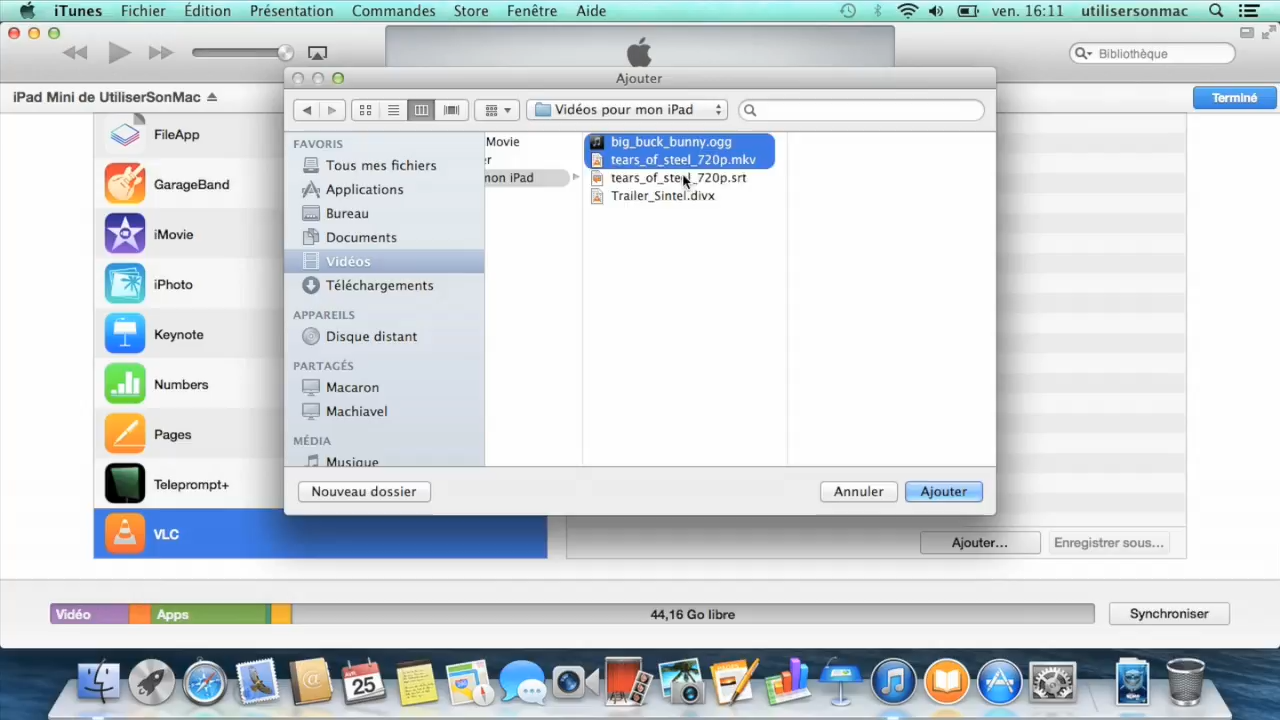 iTunes Fichier Édition Présentation Commandes Store Fenêtre Aide ven. 16:11 utilisersonmac
Bibliothèque
iPad Mini de UtiliserSonMac
Terminé
FileApp
GarageBand
iMovie
iPhoto
Keynote
Numbers
Pages
Teleprompt+
VLC
Ajouter
Vidéos pour mon iPad
FAVORIS
Tous mes fichiers
Applications
Bureau
Documents
Vidéos
Téléchargements
APPAREILS
Disque distant
PARTAGÉS
Macaron
Machiavel
MÉDIA
Musique
Movie
er
mon iPad
big_buck_bunny.ogg
tears_of_steel_720p.mkv
tears_of_steel_720p.srt
Trailer_Sintel.divx
Nouveau dossier
Annuler
Ajouter
Ajouter...
Enregistrer sous...
Vidéo
Apps
44,16 Go libre
Synchroniser
25